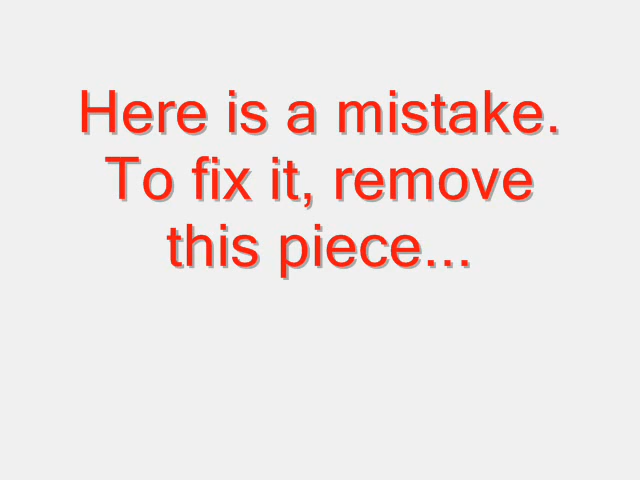 Here is a mistake.
To fix it, remove
this piece...